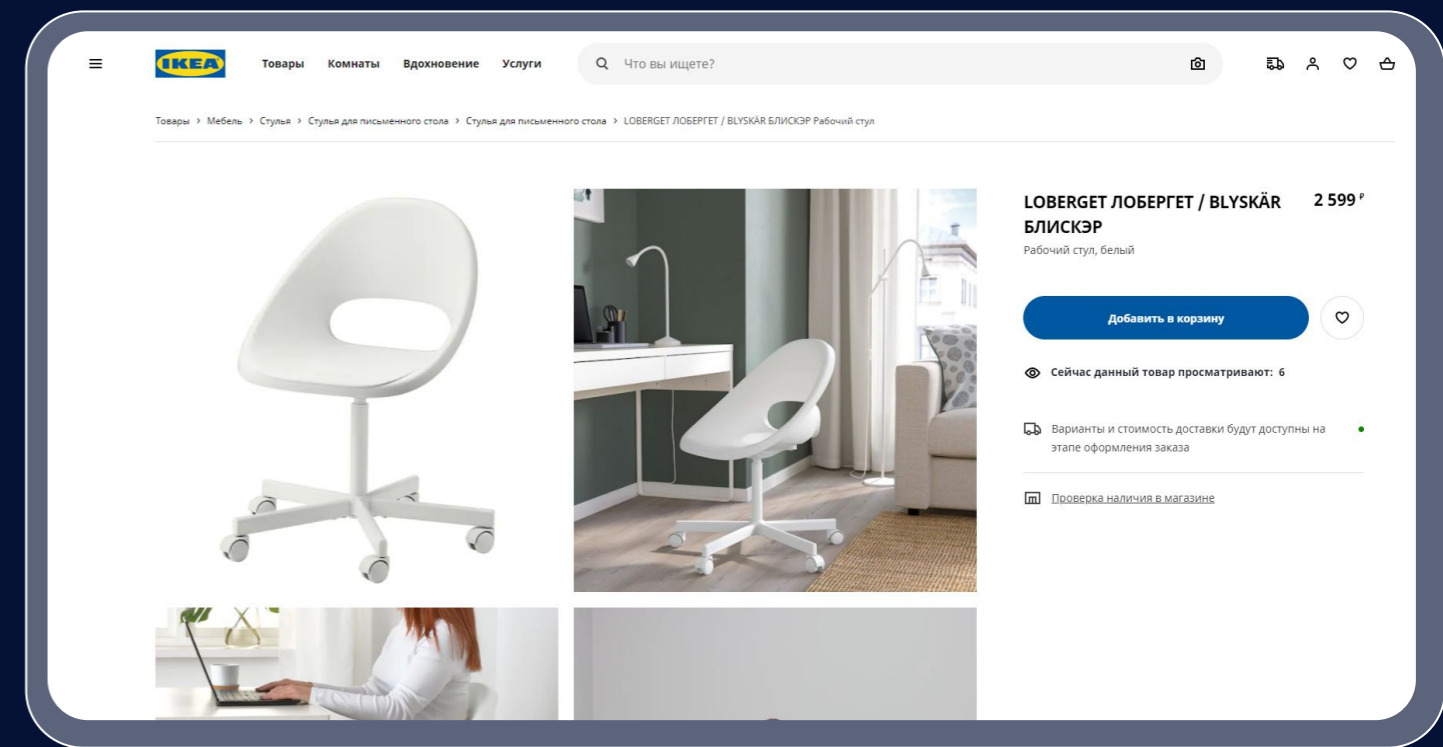 IKEA
Товары Комнаты Вдохновение Услуги
Что вы ищете?
Товары > Мебель > Стулья > Стулья для письменного стола > Стулья для письменного стола > LOBERGET ЛОБЕРГЕТ / BLYSKÄR БЛИСКЭР Рабочий стул
LOBERGET ЛОБЕРГЕТ / BLYSKÄR 2 599 ₽
БЛИСКЭР
Рабочий стул, белый
Добавить в корзину
Сейчас данный товар просматривают: 6
Варианты и стоимость доставки будут доступны на
этапе оформления заказа
Проверка наличия в магазине